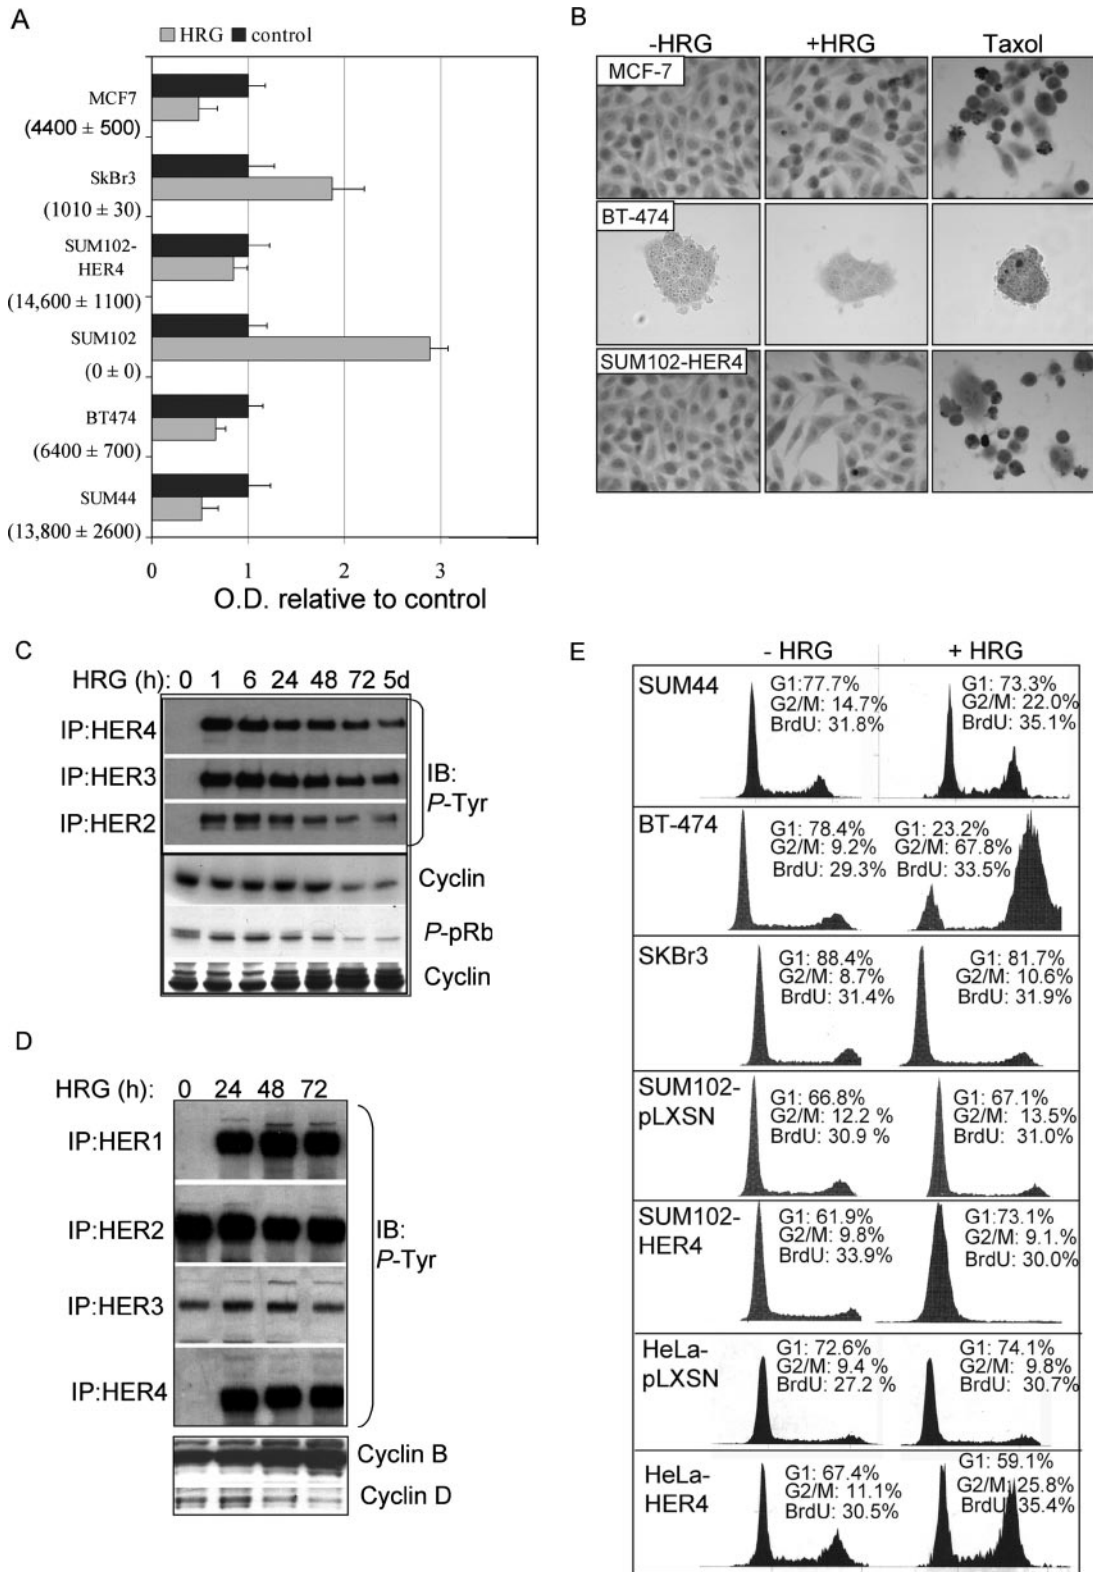 A
HRG control
MCF7
(4400 ± 500)
SkBr3
(1010 ± 30)
SUM102-
HER4
(14,600 ± 1100)
SUM102
(0 ± 0)
BT474
(6400 ± 700)
SUM44
(13,800 ± 2600)
0 1 2 3
O.D. relative to control
B
-HRG +HRG Taxol
MCF-7
BT-474
SUM102-HER4
C
HRG (h): 0 1 6 24 48 72 5d
IP:HER4
IP:HER3
IP:HER2
IB:
P-Tyr
Cyclin
P-pRb
Cyclin
D
HRG (h): 0 24 48 72
IP:HER1
IP:HER2
IP:HER3
IP:HER4
IB:
P-Tyr
Cyclin B
Cyclin D
E
- HRG + HRG
SUM44
G1: 77.7%
G2/M: 14.7%
BrdU: 31.8%
G1: 73.3%
G2/M: 22.0%
BrdU: 35.1%
BT-474
G1: 78.4%
G2/M: 9.2%
BrdU: 29.3%
G1: 23.2%
G2/M: 67.8%
BrdU: 33.5%
SKBr3
G1: 88.4%
G2/M: 8.7%
BrdU: 31.4%
G1: 81.7%
G2/M: 10.6%
BrdU: 31.9%
SUM102-
pLXSN
G1: 66.8%
G2/M: 12.2 %
BrdU: 30.9 %
G1: 67.1%
G2/M: 13.5%
BrdU: 31.0%
SUM102-
HER4
G1: 61.9%
G2/M: 9.8%
BrdU: 33.9%
G1: 73.1%
G2/M: 9.1%
BrdU: 30.0%
HeLa-
pLXSN
G1: 72.6%
G2/M: 9.4 %
BrdU: 27.2 %
G1: 74.1%
G2/M: 9.8%
BrdU: 30.7%
HeLa-
HER4
G1: 67.4%
G2/M: 11.1%
BrdU: 30.5%
G1: 59.1%
G2/M: 25.8%
BrdU: 35.4%